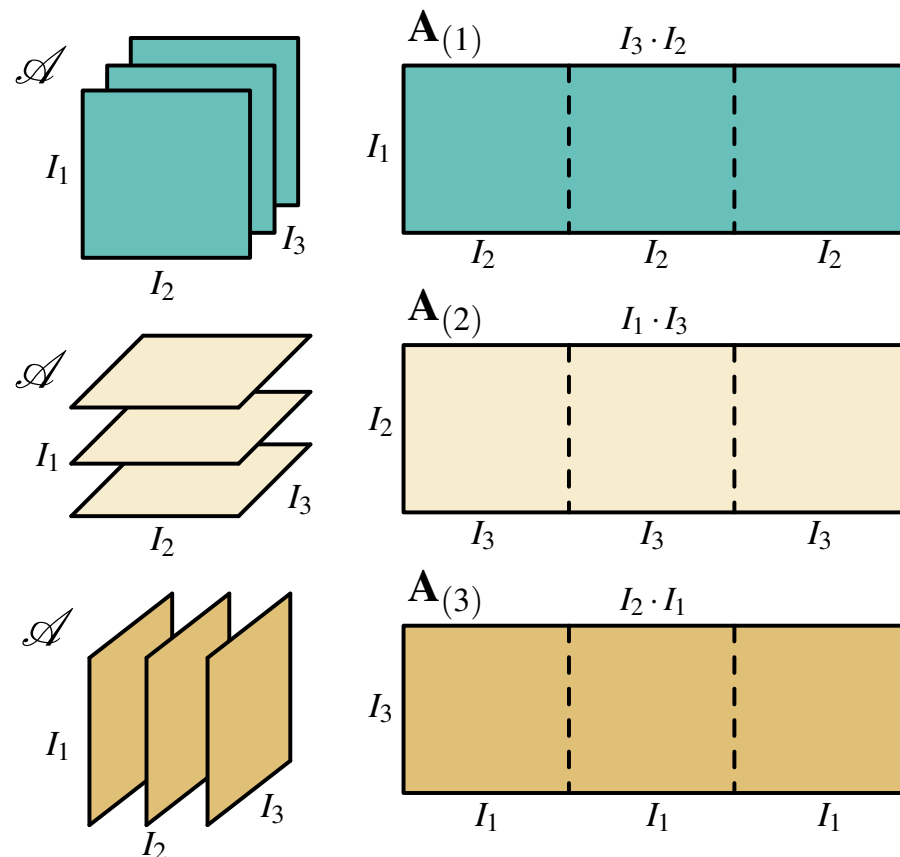 𝒜
I₁
I₂
I₃
A₍₁₎
I₃ · I₂
I₁
I₂ I₂ I₂
𝒜
I₁
I₂
I₃
A₍₂₎
I₁ · I₃
I₂
I₃ I₃ I₃
𝒜
I₁
I₂
I₃
A₍₃₎
I₂ · I₁
I₃
I₁ I₁ I₁